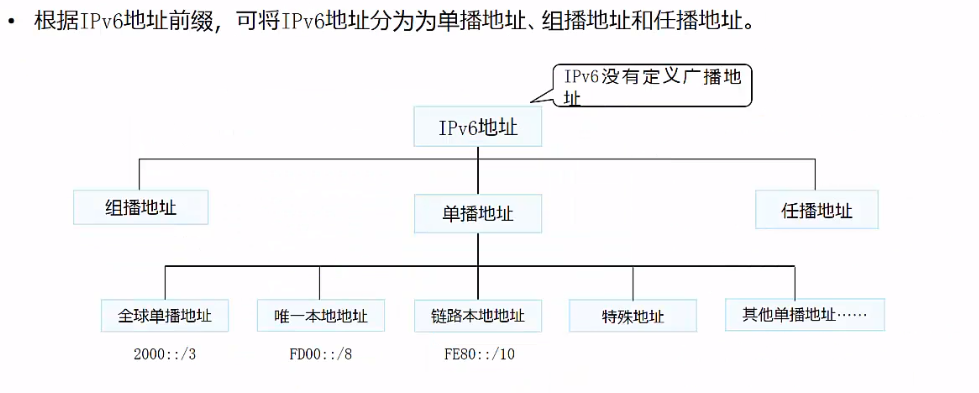 • 根据IPv6地址前缀，可将IPv6地址分为为单播地址、组播地址和任播地址。
IPv6没有定义广播地
址
IPv6地址
组播地址
单播地址
任播地址
全球单播地址
唯一本地地址
链路本地地址
特殊地址
其他单播地址……
2000::/3
FD00::/8
FE80::/10